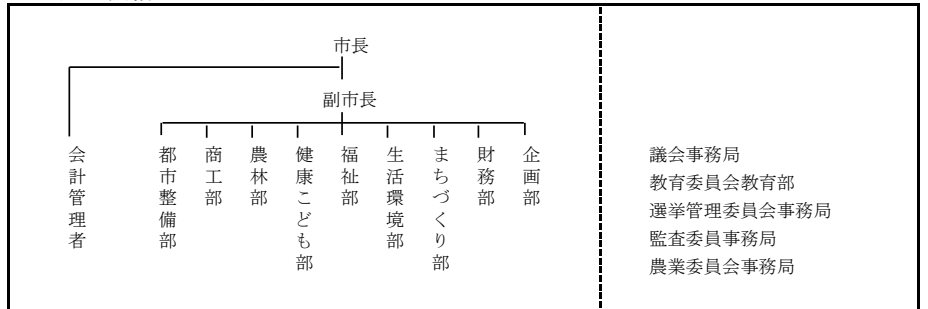 市長
副市長
企画部
財務部
まちづくり部
生活環境部
福祉部
健康こども部
農林部
商工部
都市整備部
会計管理者
議会事務局
教育委員会教育部
選挙管理委員会事務局
監査委員事務局
農業委員会事務局